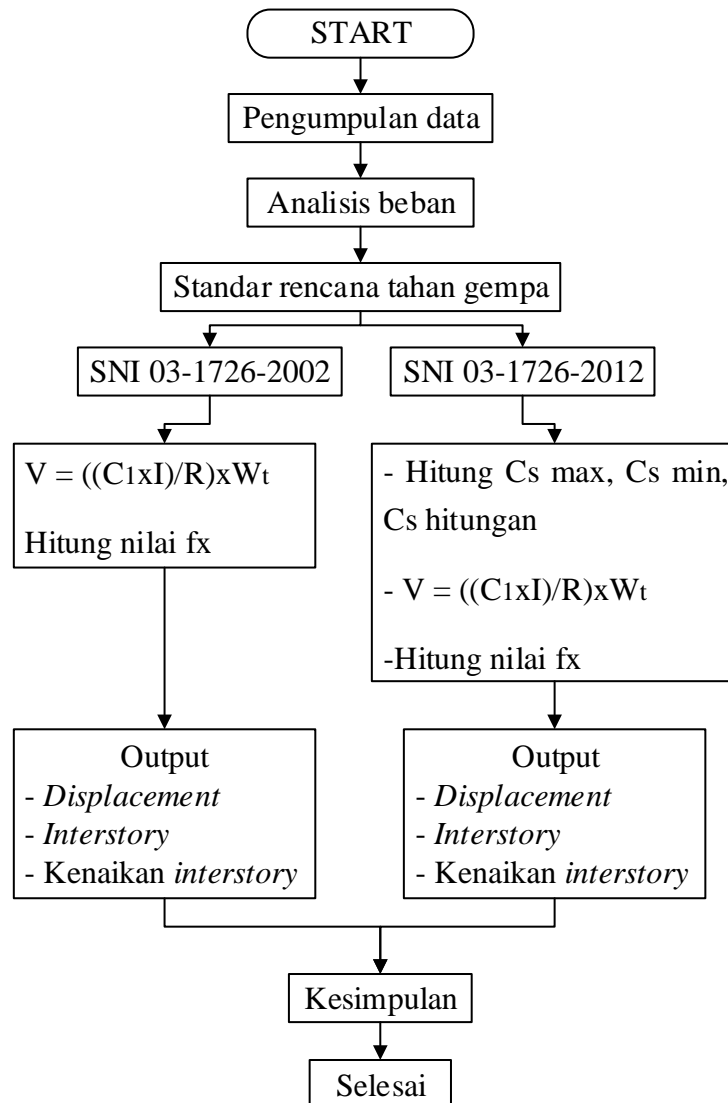 START
Pengumpulan data
Analisis beban
Standar rencana tahan gempa
SNI 03-1726-2002
SNI 03-1726-2012
V = ((C1xI)/R)xWt
Hitung nilai fx
- Hitung Cs max, Cs min,
Cs hitungan
- V = ((C1xI)/R)xWt
-Hitung nilai fx
Output
- Displacement
- Interstory
- Kenaikan interstory
Output
- Displacement
- Interstory
- Kenaikan interstory
Kesimpulan
Selesai